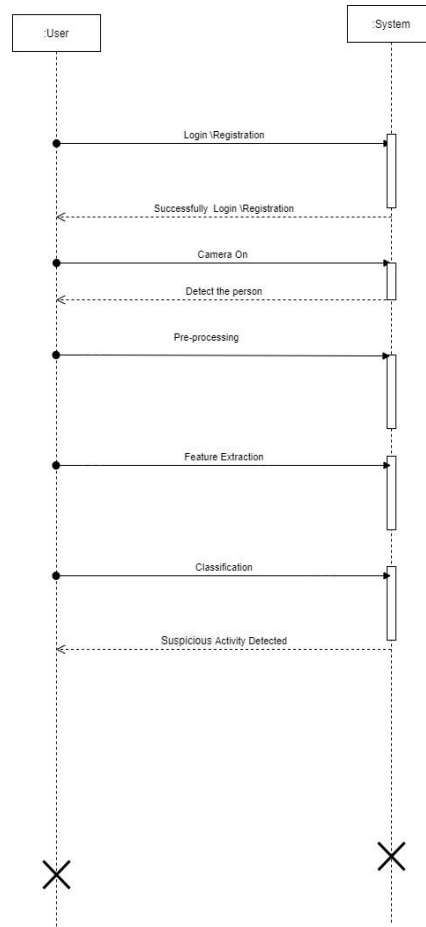 :User
:System
Login \Registration
Successfully Login \Registration
Camera On
Detect the person
Pre-processing
Feature Extraction
Classification
Suspicious Activity Detected